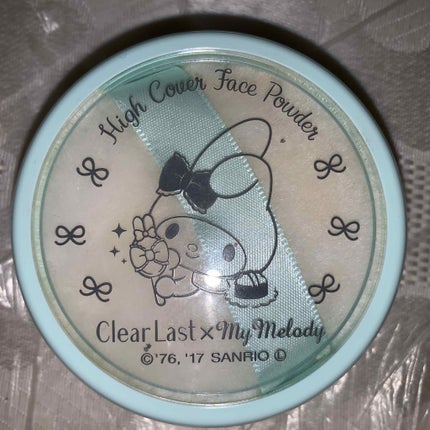 High Cover Face Powder
Clear Last × My Melody
©'76, '17 SANRIO Ⓛ